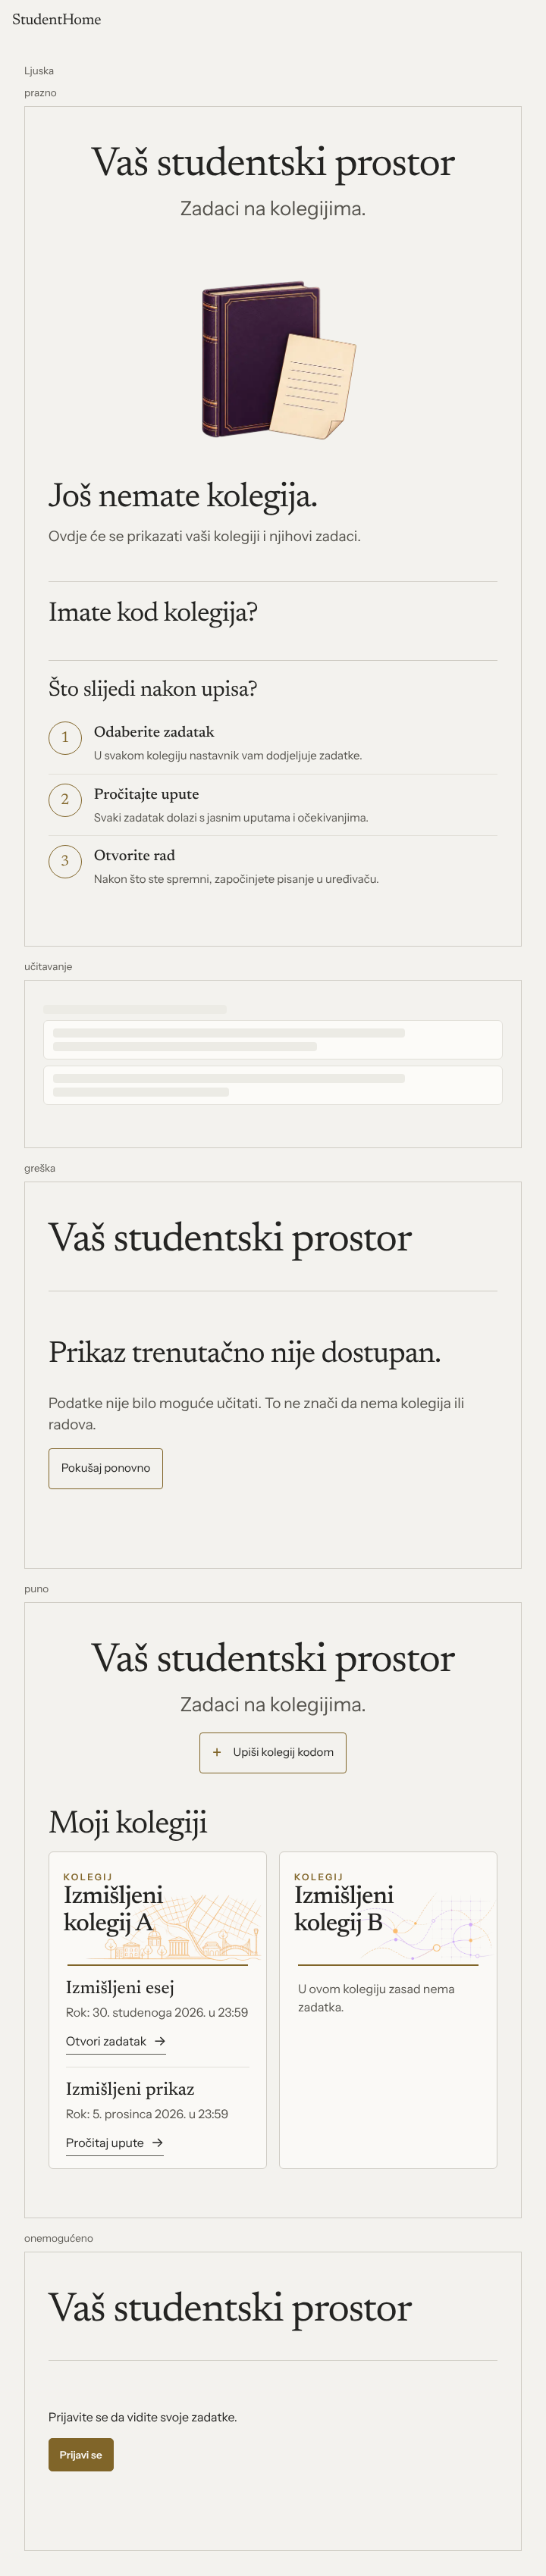 StudentHome
Ljuska
prazno
Vaš studentski prostor
Zadaci na kolegijima.
Još nemate kolegija.
Ovdje će se prikazati vaši kolegiji i njihovi zadaci.
Imate kod kolegija?
Što slijedi nakon upisa?
1
Odaberite zadatak
U svakom kolegiju nastavnik vam dodjeljuje zadatke.
2
Pročitajte upute
Svaki zadatak dolazi s jasnim uputama i očekivanjima.
3
Otvorite rad
Nakon što ste spremni, započinjete pisanje u uređivaču.
učitavanje
greška
Vaš studentski prostor
Prikaz trenutačno nije dostupan.
Podatke nije bilo moguće učitati. To ne znači da nema kolegija ili
radova.
Pokušaj ponovno
puno
Vaš studentski prostor
Zadaci na kolegijima.
+ Upiši kolegij kodom
Moji kolegiji
KOLEGIJ
Izmišljeni
kolegij A
Izmišljeni esej
Rok: 30. studenoga 2026. u 23:59
Otvori zadatak →
Izmišljeni prikaz
Rok: 5. prosinca 2026. u 23:59
Pročitaj upute →
KOLEGIJ
Izmišljeni
kolegij B
U ovom kolegiju zasad nema
zadatka.
onemogućeno
Vaš studentski prostor
Prijavite se da vidite svoje zadatke.
Prijavi se